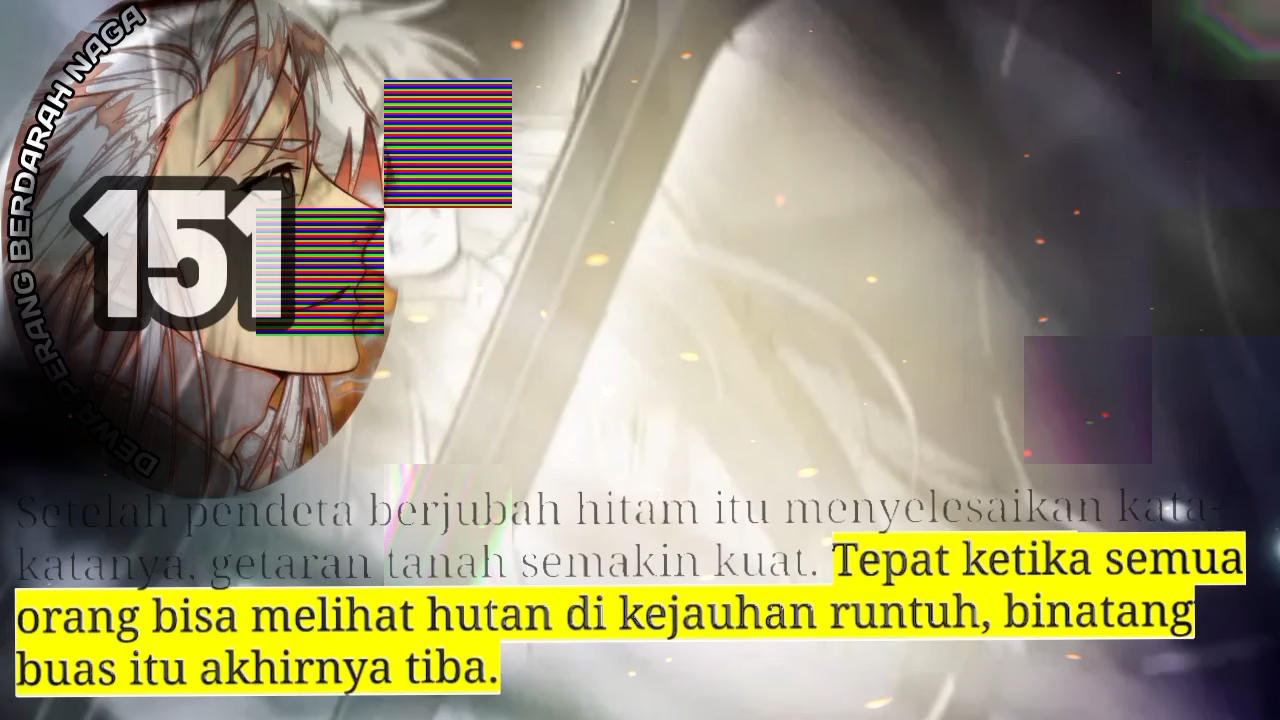 DEWA PERANG BERDARAH NAGA
151
Setelah pendeta berjubah hitam itu menyelesaikan kata-
katanya, getaran tanah semakin kuat. Tepat ketika semua
orang bisa melihat hutan di kejauhan runtuh, binatang
buas itu akhirnya tiba.